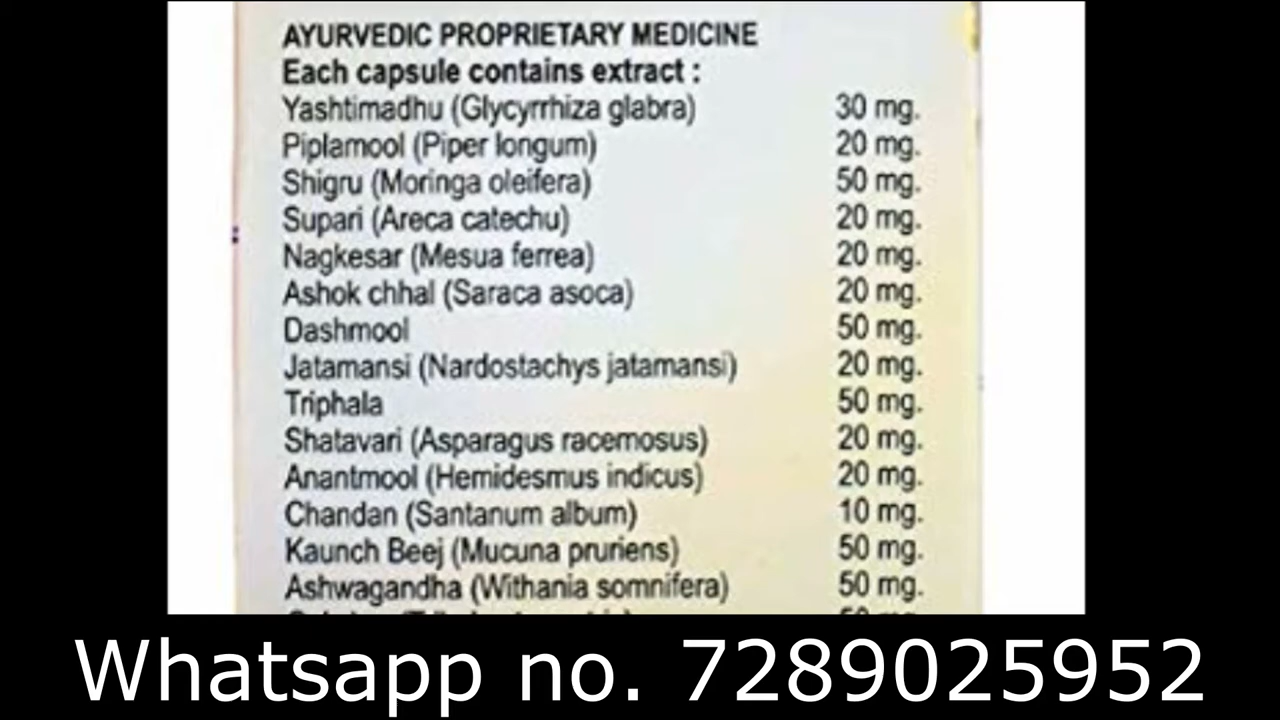 AYURVEDIC PROPRIETARY MEDICINE
Each capsule contains extract :
Yashtimadhu (Glycyrrhiza glabra) 30 mg.
Piplamool (Piper longum) 20 mg.
Shigru (Moringa oleifera) 50 mg.
Supari (Areca catechu) 20 mg.
Nagkesar (Mesua ferrea) 20 mg.
Ashok chhal (Saraca asoca) 20 mg.
Dashmool 50 mg.
Jatamansi (Nardostachys jatamansi) 20 mg.
Triphala 50 mg.
Shatavari (Asparagus racemosus) 20 mg.
Anantmool (Hemidesmus indicus) 20 mg.
Chandan (Santanum album) 10 mg.
Kaunch Beej (Mucuna pruriens) 50 mg.
Ashwagandha (Withania somnifera) 50 mg.
Whatsapp no. 7289025952